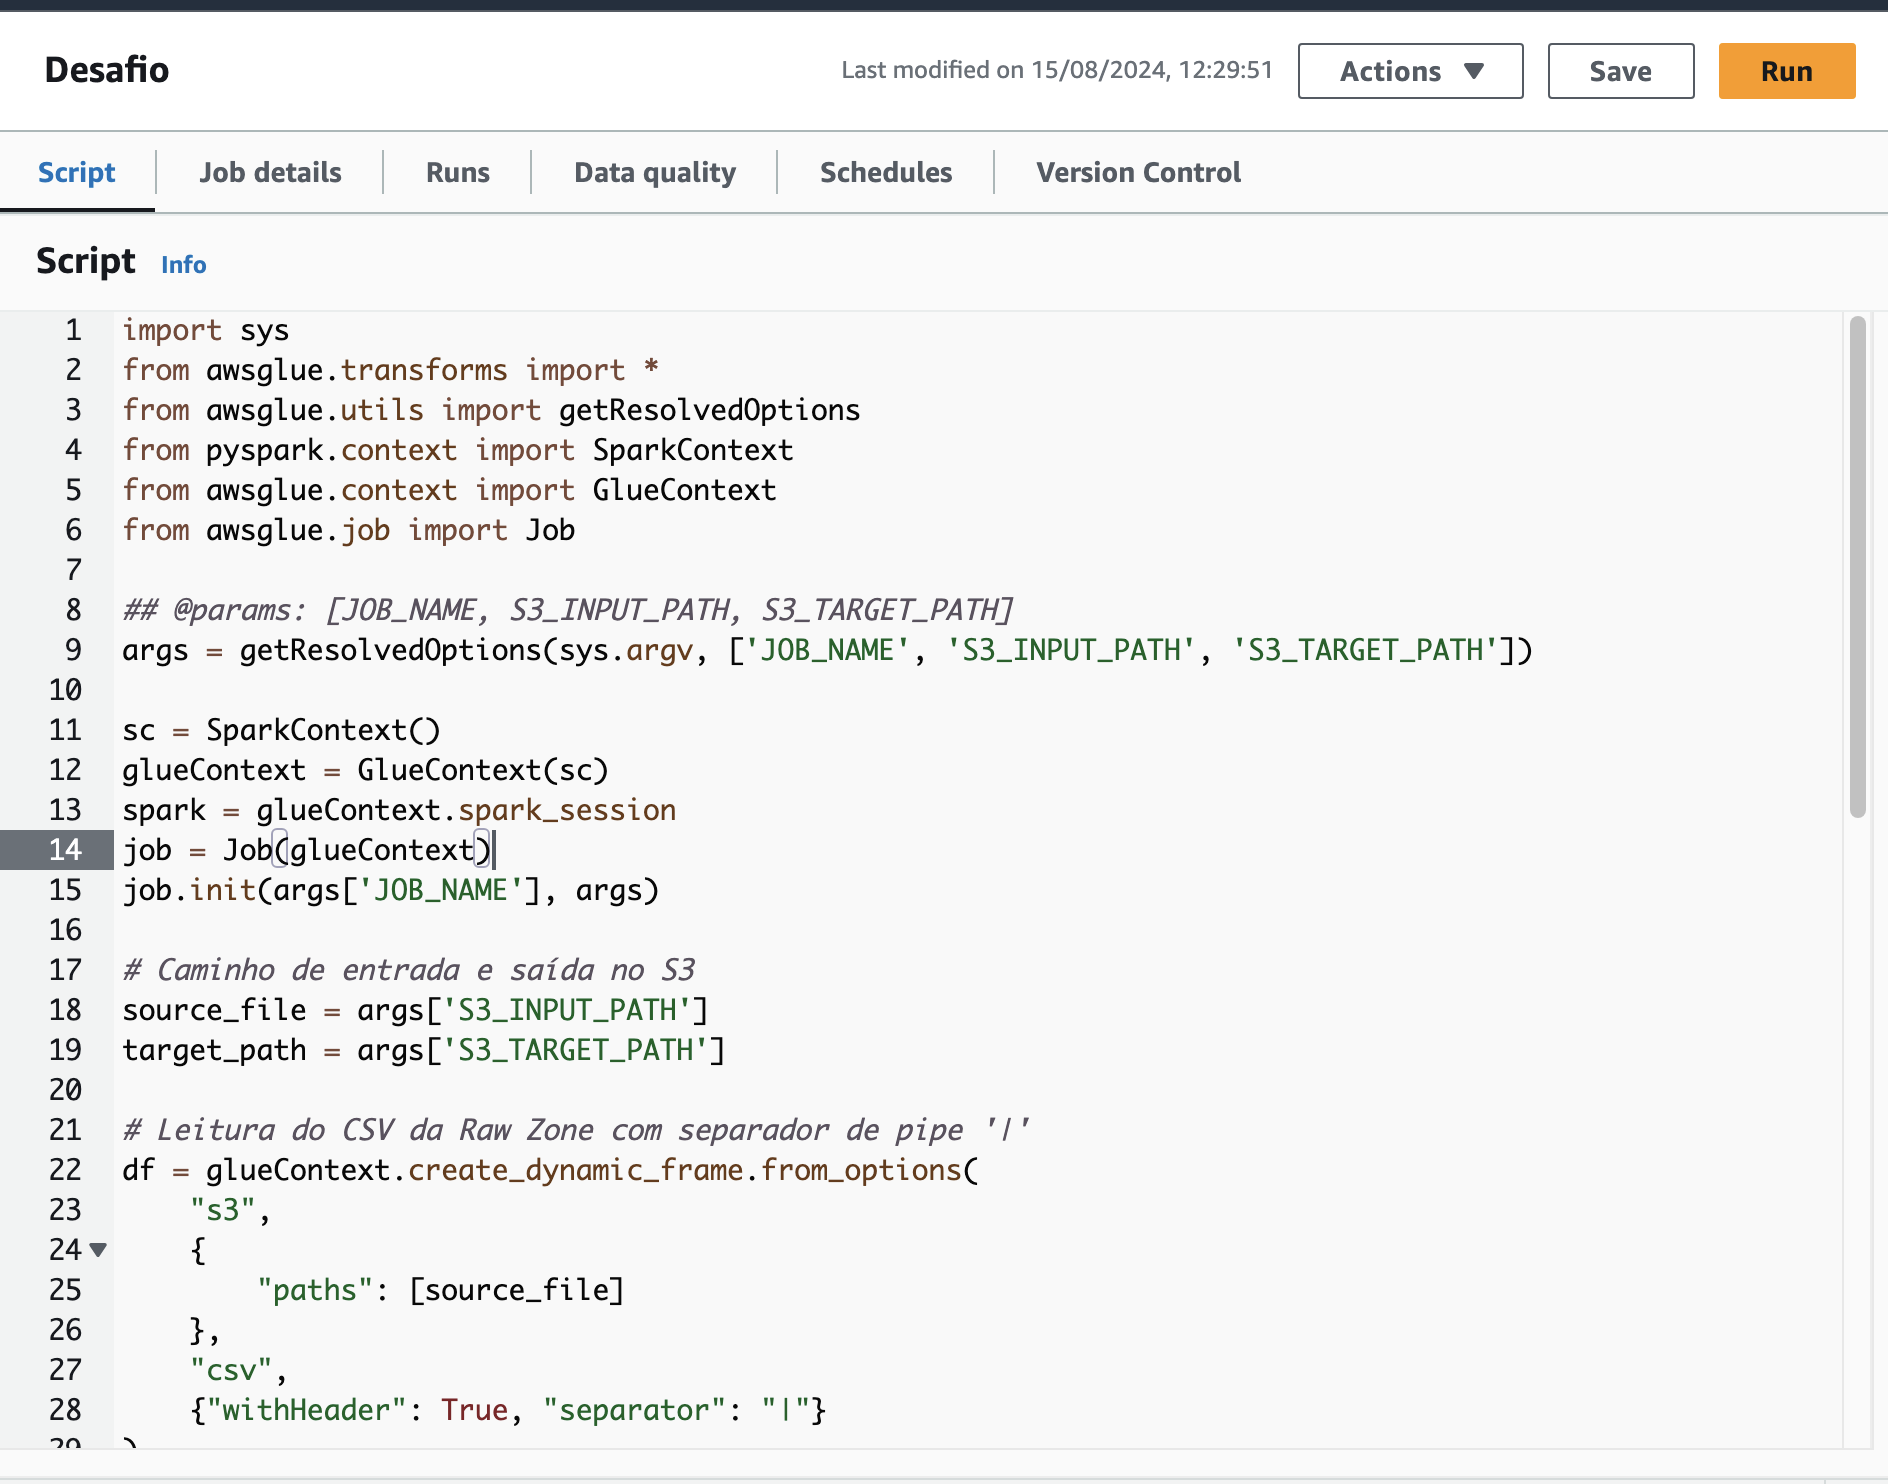 Desafio
Last modified on 15/08/2024, 12:29:51
Actions
Save
Run
Script
Job details
Runs
Data quality
Schedules
Version Control
Script Info
1 import sys
2 from awsglue.transforms import *
3 from awsglue.utils import getResolvedOptions
4 from pyspark.context import SparkContext
5 from awsglue.context import GlueContext
6 from awsglue.job import Job
7
8 ## @params: [JOB_NAME, S3_INPUT_PATH, S3_TARGET_PATH]
9 args = getResolvedOptions(sys.argv, ['JOB_NAME', 'S3_INPUT_PATH', 'S3_TARGET_PATH'])
10
11 sc = SparkContext()
12 glueContext = GlueContext(sc)
13 spark = glueContext.spark_session
14 job = Job(glueContext)
15 job.init(args['JOB_NAME'], args)
16
17 # Caminho de entrada e saída no S3
18 source_file = args['S3_INPUT_PATH']
19 target_path = args['S3_TARGET_PATH']
20
21 # Leitura do CSV da Raw Zone com separador de pipe '|'
22 df = glueContext.create_dynamic_frame.from_options(
23     "s3",
24     {
25         "paths": [source_file]
26     },
27     "csv",
28     {"withHeader": True, "separator": "|"}
29 )